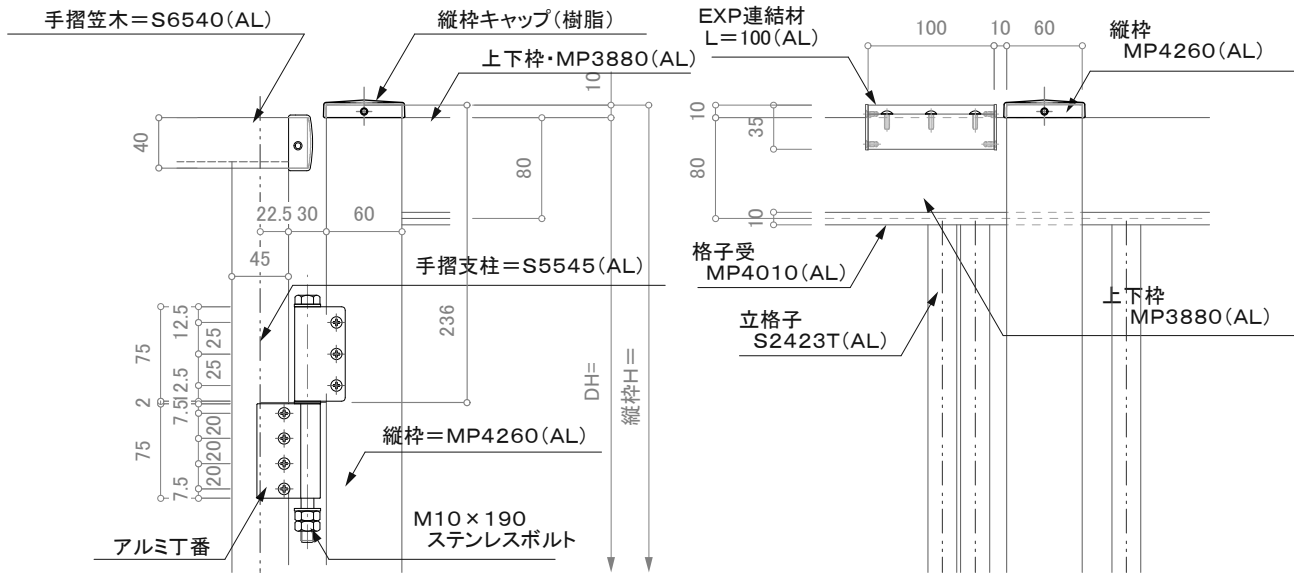 手摺笠木＝S6540（AL）
縦枠キャップ（樹脂）
上下枠・MP3880（AL）
10
40
80
22.5
30
60
45
手摺支柱＝S5545（AL）
236
12.5
25
25
12.5
75
2
7.5
20
20
20
7.5
75
DH=
縦枠H＝
縦枠＝MP4260（AL）
M10×190
ステンレスボルト
アルミ丁番
EXP連結材
L＝100（AL）
100
10
60
縦枠
MP4260（AL）
10
35
80
10
格子受
MP4010（AL）
立格子
S2423T（AL）
上下枠
MP3880（AL）